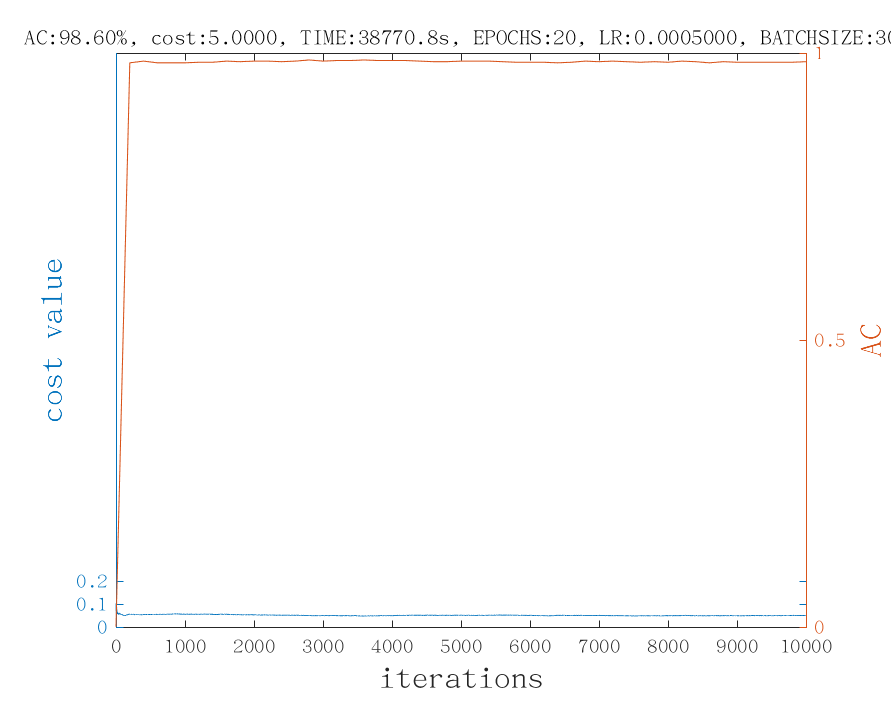 AC:98.60%, cost:5.0000, TIME:38770.8s, EPOCHS:20, LR:0.0005000, BATCHSIZE:30
1
cost value
0.5
AC
0.2
0.1
0
0
0 1000 2000 3000 4000 5000 6000 7000 8000 9000 10000
iterations